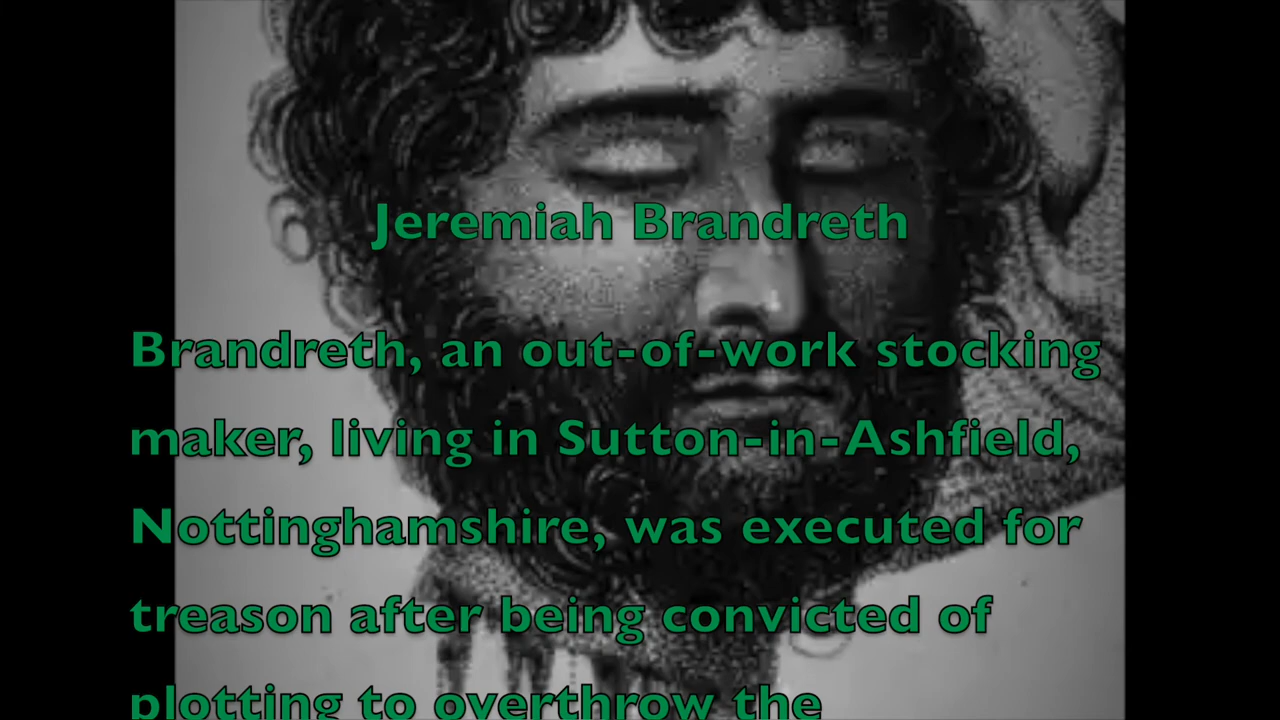 Jeremiah Brandreth
Brandreth, an out-of-work stocking
maker, living in Sutton-in-Ashfield,
Nottinghamshire, was executed for
treason after being convicted of
plotting to overthrow the